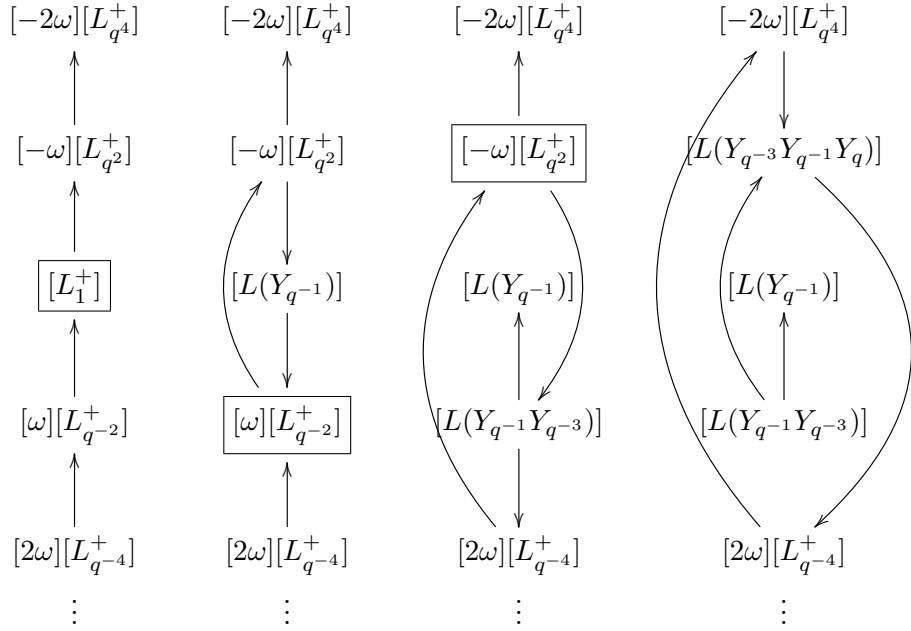 [-2ω][L^+_{q^4}] [-2ω][L^+_{q^4}] [-2ω][L^+_{q^4}] [-2ω][L^+_{q^4}]
[-ω][L^+_{q^2}] [-ω][L^+_{q^2}] [-ω][L^+_{q^2}] [L(Y_{q^{-3}}Y_{q^{-1}}Y_q)]
[L^+_1] [L(Y_{q^{-1}})] [L(Y_{q^{-1}})] [L(Y_{q^{-1}})]
[ω][L^+_{q^{-2}}] [ω][L^+_{q^{-2}}] [L(Y_{q^{-1}}Y_{q^{-3}})] [L(Y_{q^{-1}}Y_{q^{-3}})]
[2ω][L^+_{q^{-4}}] [2ω][L^+_{q^{-4}}] [2ω][L^+_{q^{-4}}] [2ω][L^+_{q^{-4}}]
⋮ ⋮ ⋮ ⋮